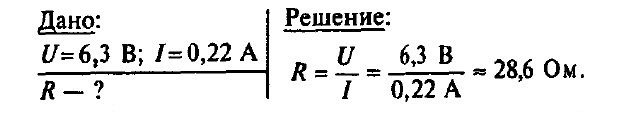 Дано:
U=6,3 В; I=0,22 А
R — ?
Решение:
R = U/I = 6,3 В/0,22 А ≈ 28,6 Ом.